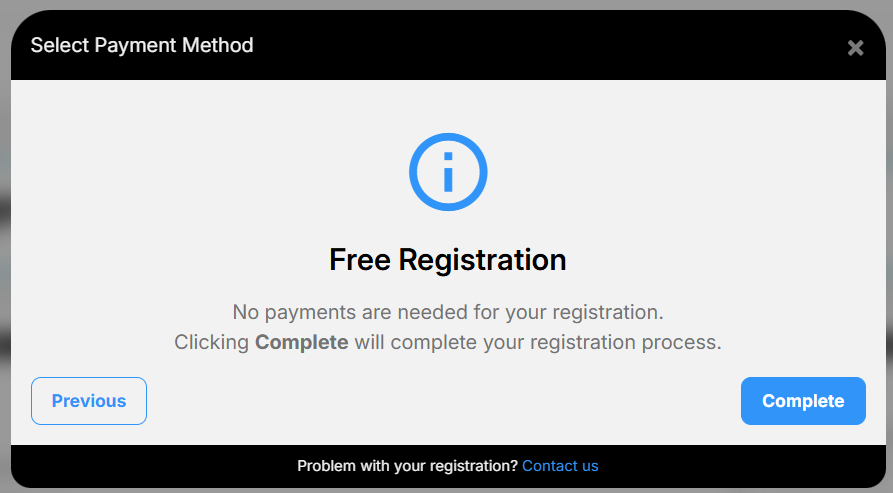 Select Payment Method
Free Registration
No payments are needed for your registration.
Clicking Complete will complete your registration process.
Previous
Complete
Problem with your registration? Contact us